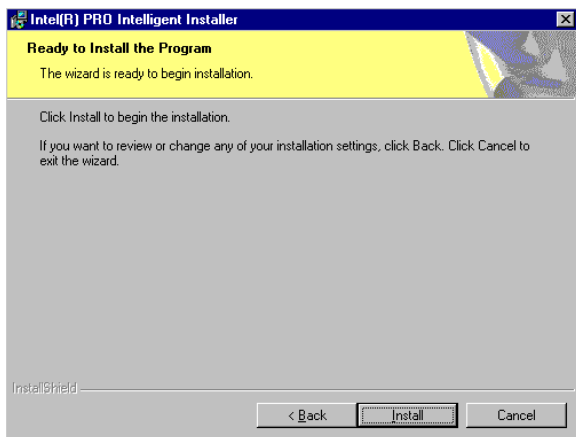 Intel(R) PRO Intelligent Installer
Ready to Install the Program
The wizard is ready to begin installation.
Click Install to begin the installation.
If you want to review or change any of your installation settings, click Back. Click Cancel to
exit the wizard.
InstallShield
< Back Install Cancel